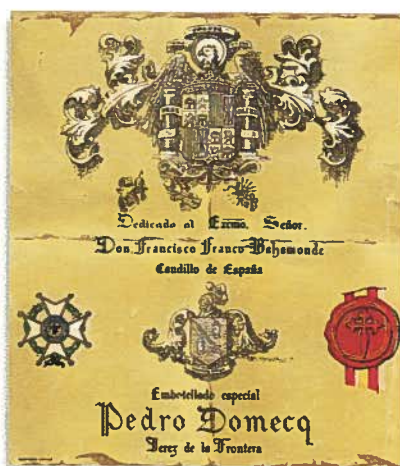 Dedicado al Excmo. Señor.
Don Francisco Franco Bahamonde
Caudillo de España
Embotellado especial
Pedro Domecq
Jerez de la Frontera